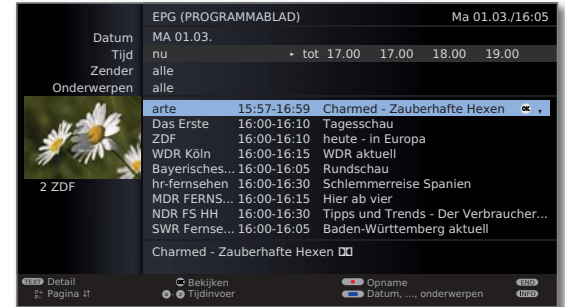 EPG (PROGRAMMABLAD) Ma 01.03./16:05
Datum MA 01.03.
Tijd nu ▸ tot 17.00 17.00 18.00 19.00
Zender alle
Onderwerpen alle
arte 15:57-16:59 Charmed - Zauberhafte Hexen OK
Das Erste 16:00-16:10 Tagesschau
ZDF 16:00-16:10 heute - in Europa
WDR Köln 16:00-16:15 WDR aktuell
Bayerisches... 16:00-16:05 Rundschau
hr-fernsehen 16:00-16:30 Schlemmerreise Spanien
MDR FERNS... 16:00-16:15 Hier ab vier
NDR FS HH 16:00-16:30 Tipps und Trends - Der Verbraucher...
SWR Fernse... 16:00-16:05 Baden-Württemberg aktuell
2 ZDF
Charmed - Zauberhafte Hexen
TEXT Detail OK Bekijken Opname END
P+ P- Pagina ↓↑ 0 - 9 Tijdinvoer Datum, ..., onderwerpen INFO